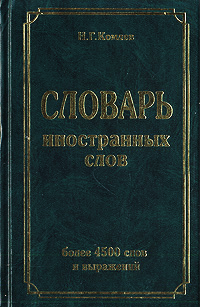 Н.Г.Комлев
СЛОВАРЬ
иностранных
слов
более 4500 слов
и выражений